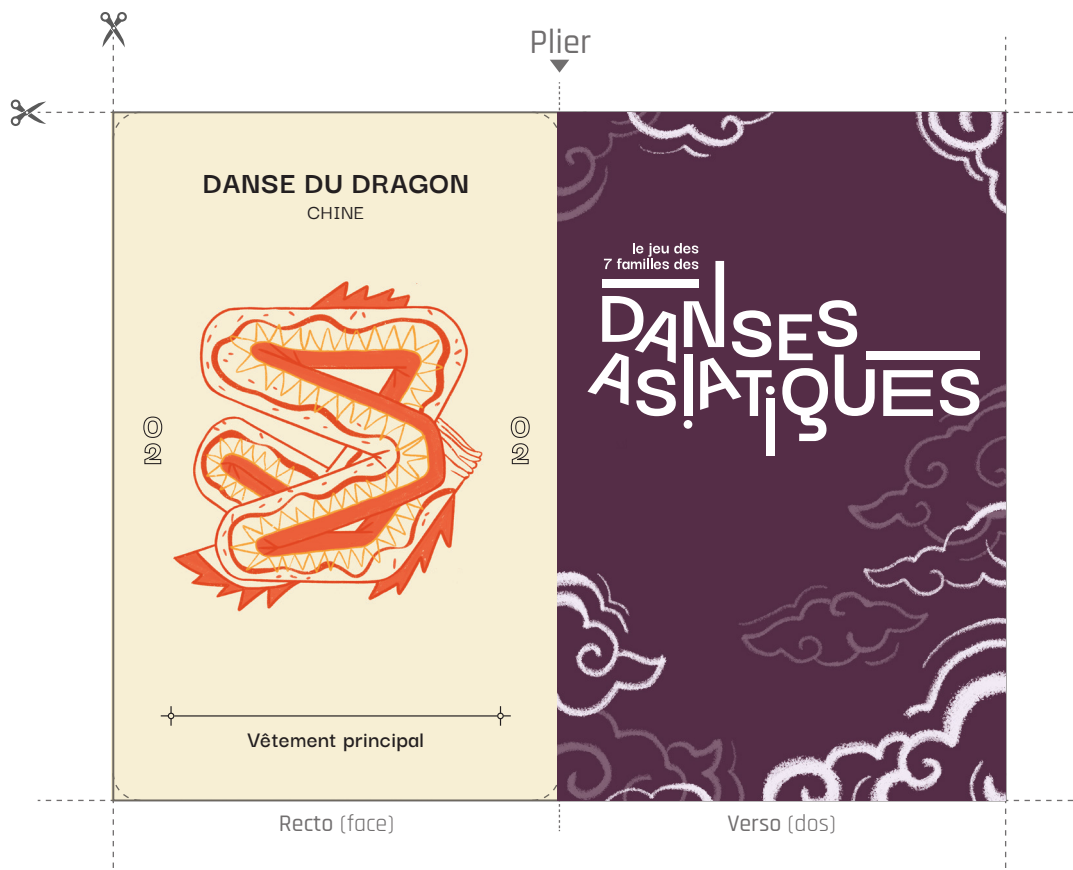 Plier
DANSE DU DRAGON
CHINE
02
02
Vêtement principal
Recto (face)
le jeu des
7 familles des
DANSES
ASIATIQUES
Verso (dos)